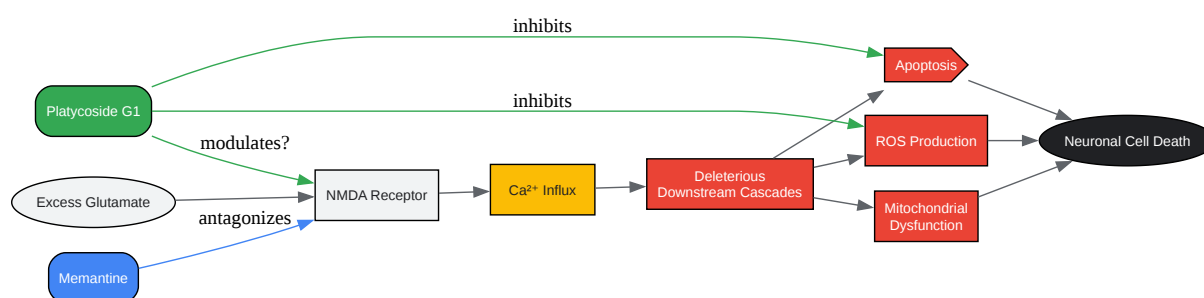 inhibits
Apoptosis
Platycoside G1
inhibits
ROS Production
Neuronal Cell Death
modulates?
Excess Glutamate
NMDA Receptor
Ca²⁺ Influx
Deleterious
Downstream Cascades
Mitochondrial
Dysfunction
antagonizes
Memantine